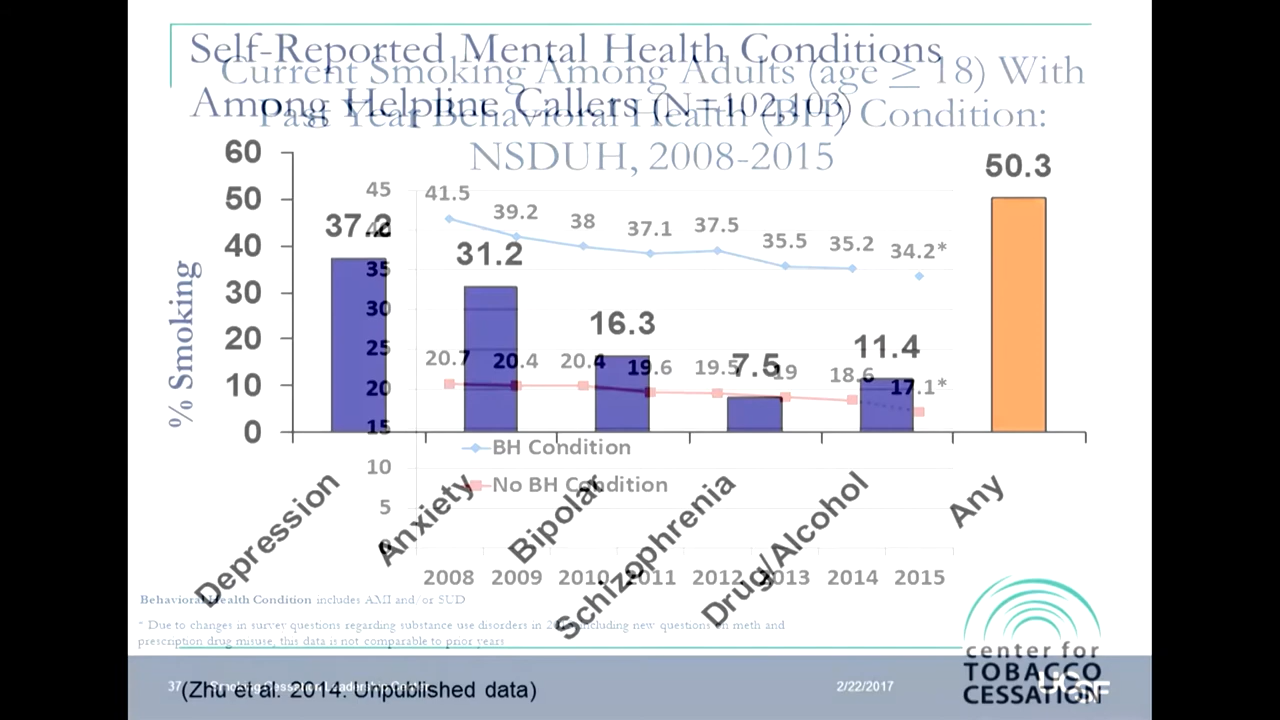 Self-Reported Mental Health Conditions
Among Helpline Callers (N=102,103)
Current Smoking Among Adults (age ≥ 18) With
Past Year Behavioral Health (BH) Condition:
NSDUH, 2008-2015
% Smoking
60
50
40
30
20
10
0
37.2
31.2
16.3
7.5
11.4
50.3
Depression
Anxiety
Bipolar
Schizophrenia
Drug/Alcohol
Any
45
40
35
30
25
20
15
10
5
0
41.5
39.2
38
37.1
37.5
35.5
35.2
34.2*
20.7
20.4
20.4
19.6
19.5
19
18.6
17.1*
BH Condition
No BH Condition
2008
2009
2010
2011
2012
2013
2014
2015
Behavioral Health Condition includes AMI and/or SUD
* Due to changes in survey questions regarding substance use disorders in 2015, including new questions on meth and
prescription drug misuse, this data is not comparable to prior years
37
Smoking Cessation Leadership
(Zhu et al. 2014. Unpublished data)
2/22/2017
center for
TOBACCO
CESSATION
UCSF